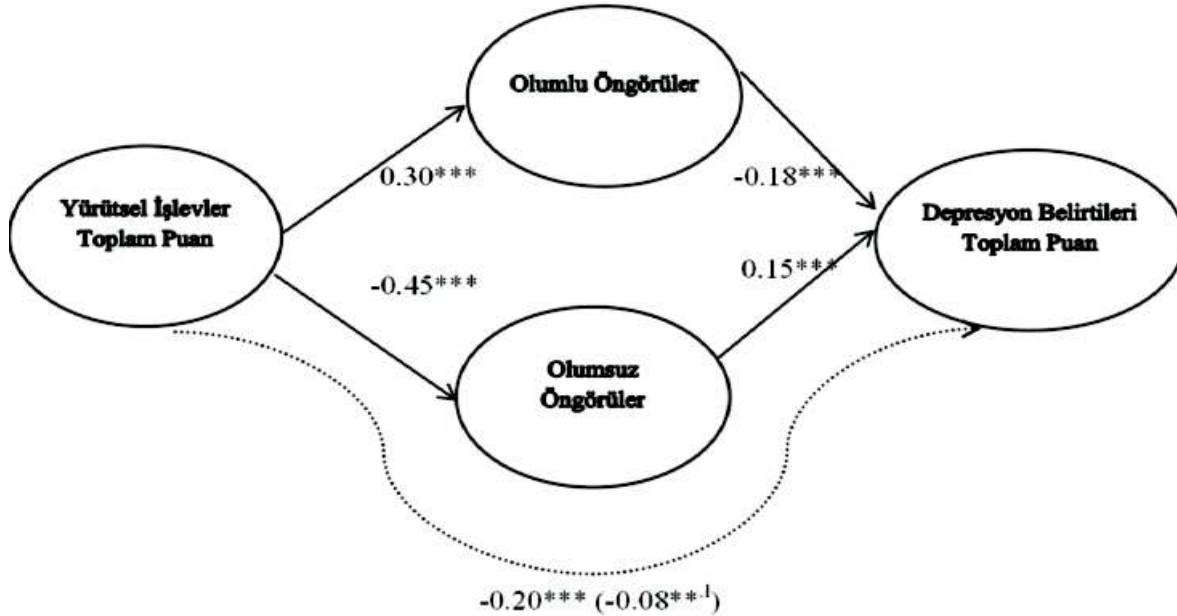 Olumlu Öngörüler
0.30***
-0.18***
Yürütsel İşlevler
Toplam Puan
Depresyon Belirtileri
Toplam Puan
-0.45***
0.15***
Olumsuz
Öngörüler
-0.20*** (-0.08**.1)